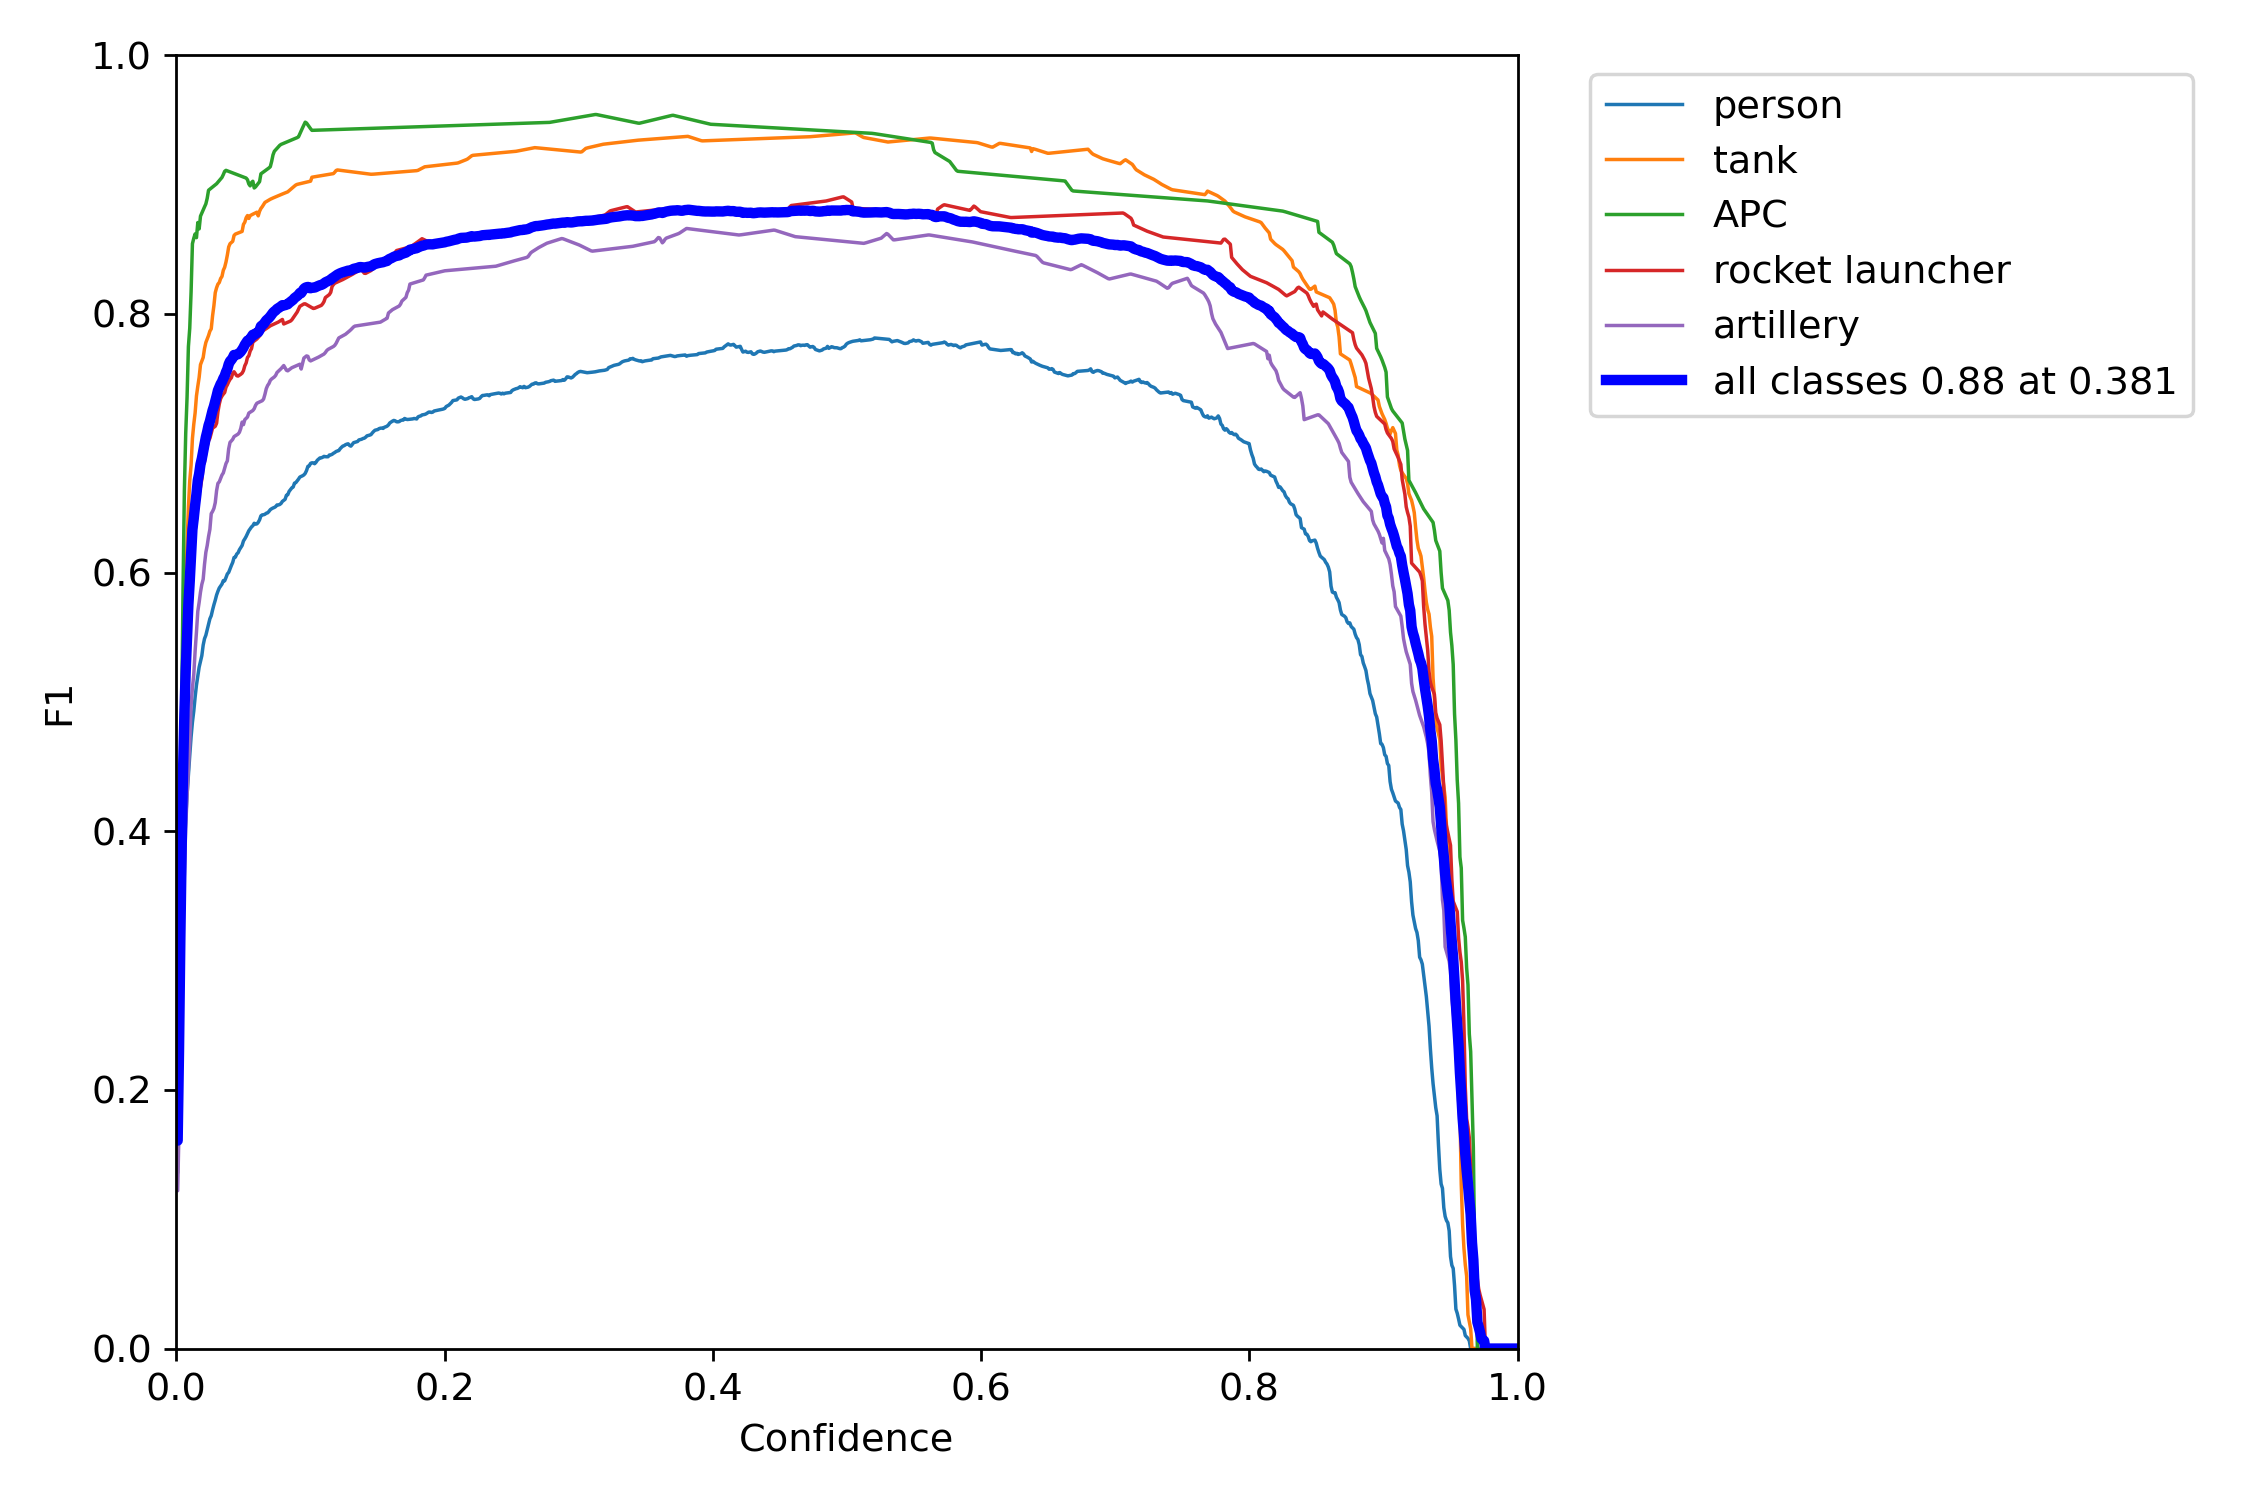 1.0
0.8
0.6
0.4
0.2
0.0
F1
0.0 0.2 0.4 0.6 0.8 1.0
Confidence
person
tank
APC
rocket launcher
artillery
all classes 0.88 at 0.381